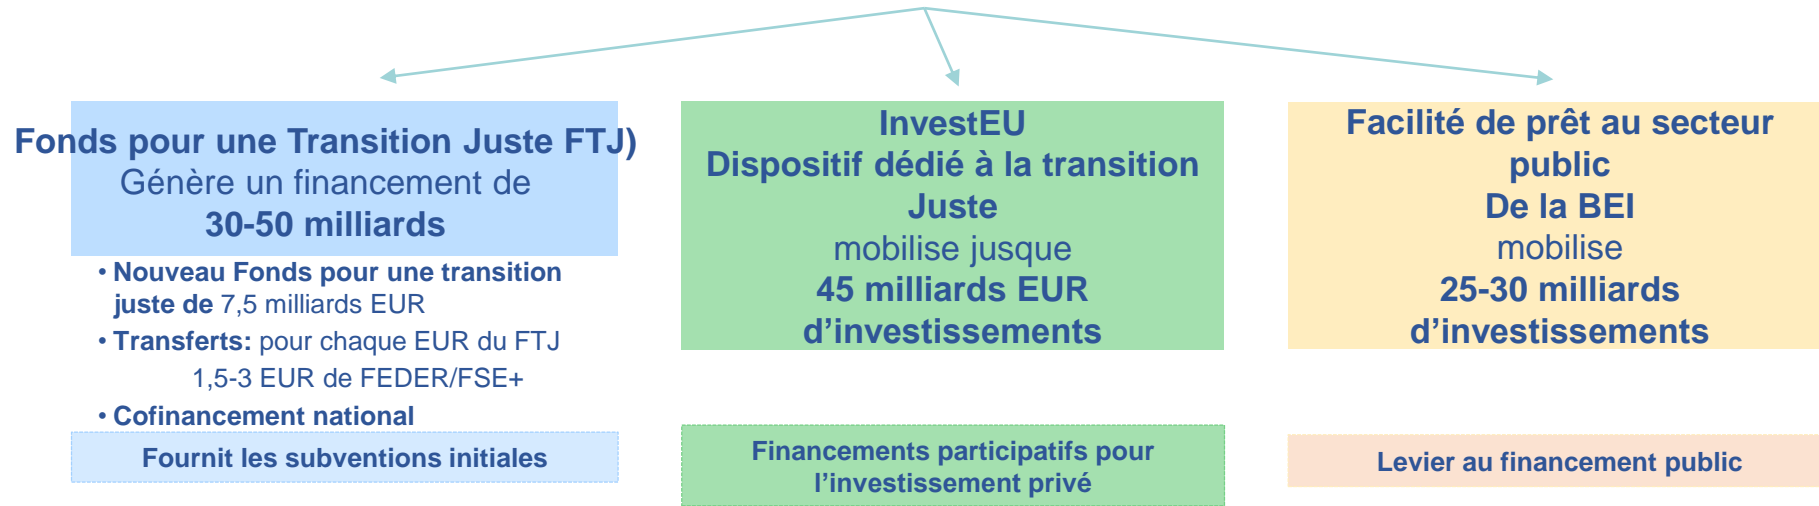 Fonds pour une Transition Juste FTJ)
Génère un financement de
30-50 milliards
• Nouveau Fonds pour une transition
juste de 7,5 milliards EUR
• Transferts: pour chaque EUR du FTJ
1,5-3 EUR de FEDER/FSE+
• Cofinancement national
Fournit les subventions initiales
InvestEU
Dispositif dédié à la transition
Juste
mobilise jusque
45 milliards EUR
d’investissements
Financements participatifs pour
l’investissement privé
Facilité de prêt au secteur
public
De la BEI
mobilise
25-30 milliards
d’investissements
Levier au financement public